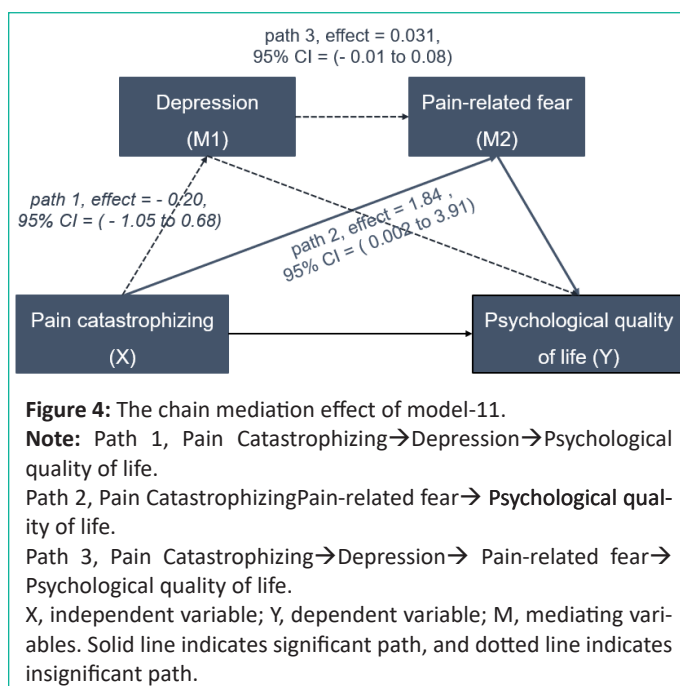 path 3, effect = 0.031,
95% CI = (- 0.01 to 0.08)
Depression
(M1)
Pain-related fear
(M2)
path 1, effect = - 0.20,
95% CI = ( - 1.05 to 0.68)
path 2, effect = 1.84 ,
95% CI = ( 0.002 to 3.91)
Pain catastrophizing
(X)
Psychological quality
of life (Y)
Figure 4: The chain mediation effect of model-11.
Note: Path 1, Pain Catastrophizing→Depression→Psychological
quality of life.
Path 2, Pain CatastrophizingPain-related fear→ Psychological qual-
ity of life.
Path 3, Pain Catastrophizing→Depression→ Pain-related fear→
Psychological quality of life.
X, independent variable; Y, dependent variable; M, mediating vari-
ables. Solid line indicates significant path, and dotted line indicates
insignificant path.